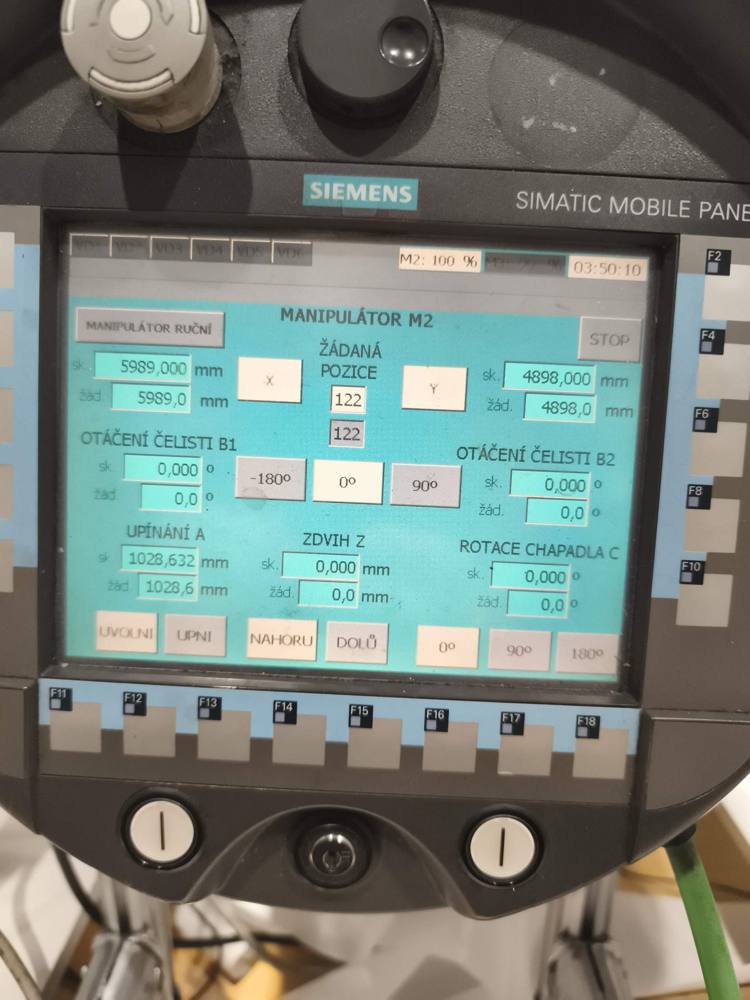 SIEMENS
SIMATIC MOBILE PANE
VD2 VD3 VD4 VD5 VD6
M2: 100 %
03:50:10
MANIPULÁTOR M2
MANIPULÁTOR RUČNÍ
STOP
ŽÁDANÁ
POZICE
sk. 5989,000 mm
X
122
Y
sk. 4898,000 mm
žád. 5989,0 mm
122
žád. 4898,0 mm
OTÁČENÍ ČELISTI B1
OTÁČENÍ ČELISTI B2
sk. 0,000 º
-180º
0º
90º
sk. 0,000 º
žád. 0,0 º
žád. 0,0 º
UPÍNÁNÍ A
ZDVIH Z
ROTACE CHAPADLA C
sk 1028,632 mm
sk. 0,000 mm
sk. 0,000 º
žád 1028,6 mm
žád. 0,0 mm
žád. 0,0 º
UVOLNI
UPNI
NAHORU
DOLŮ
0º
90º
180º
F2
F4
F6
F8
F10
F11
F12
F13
F14
F15
F16
F17
F18